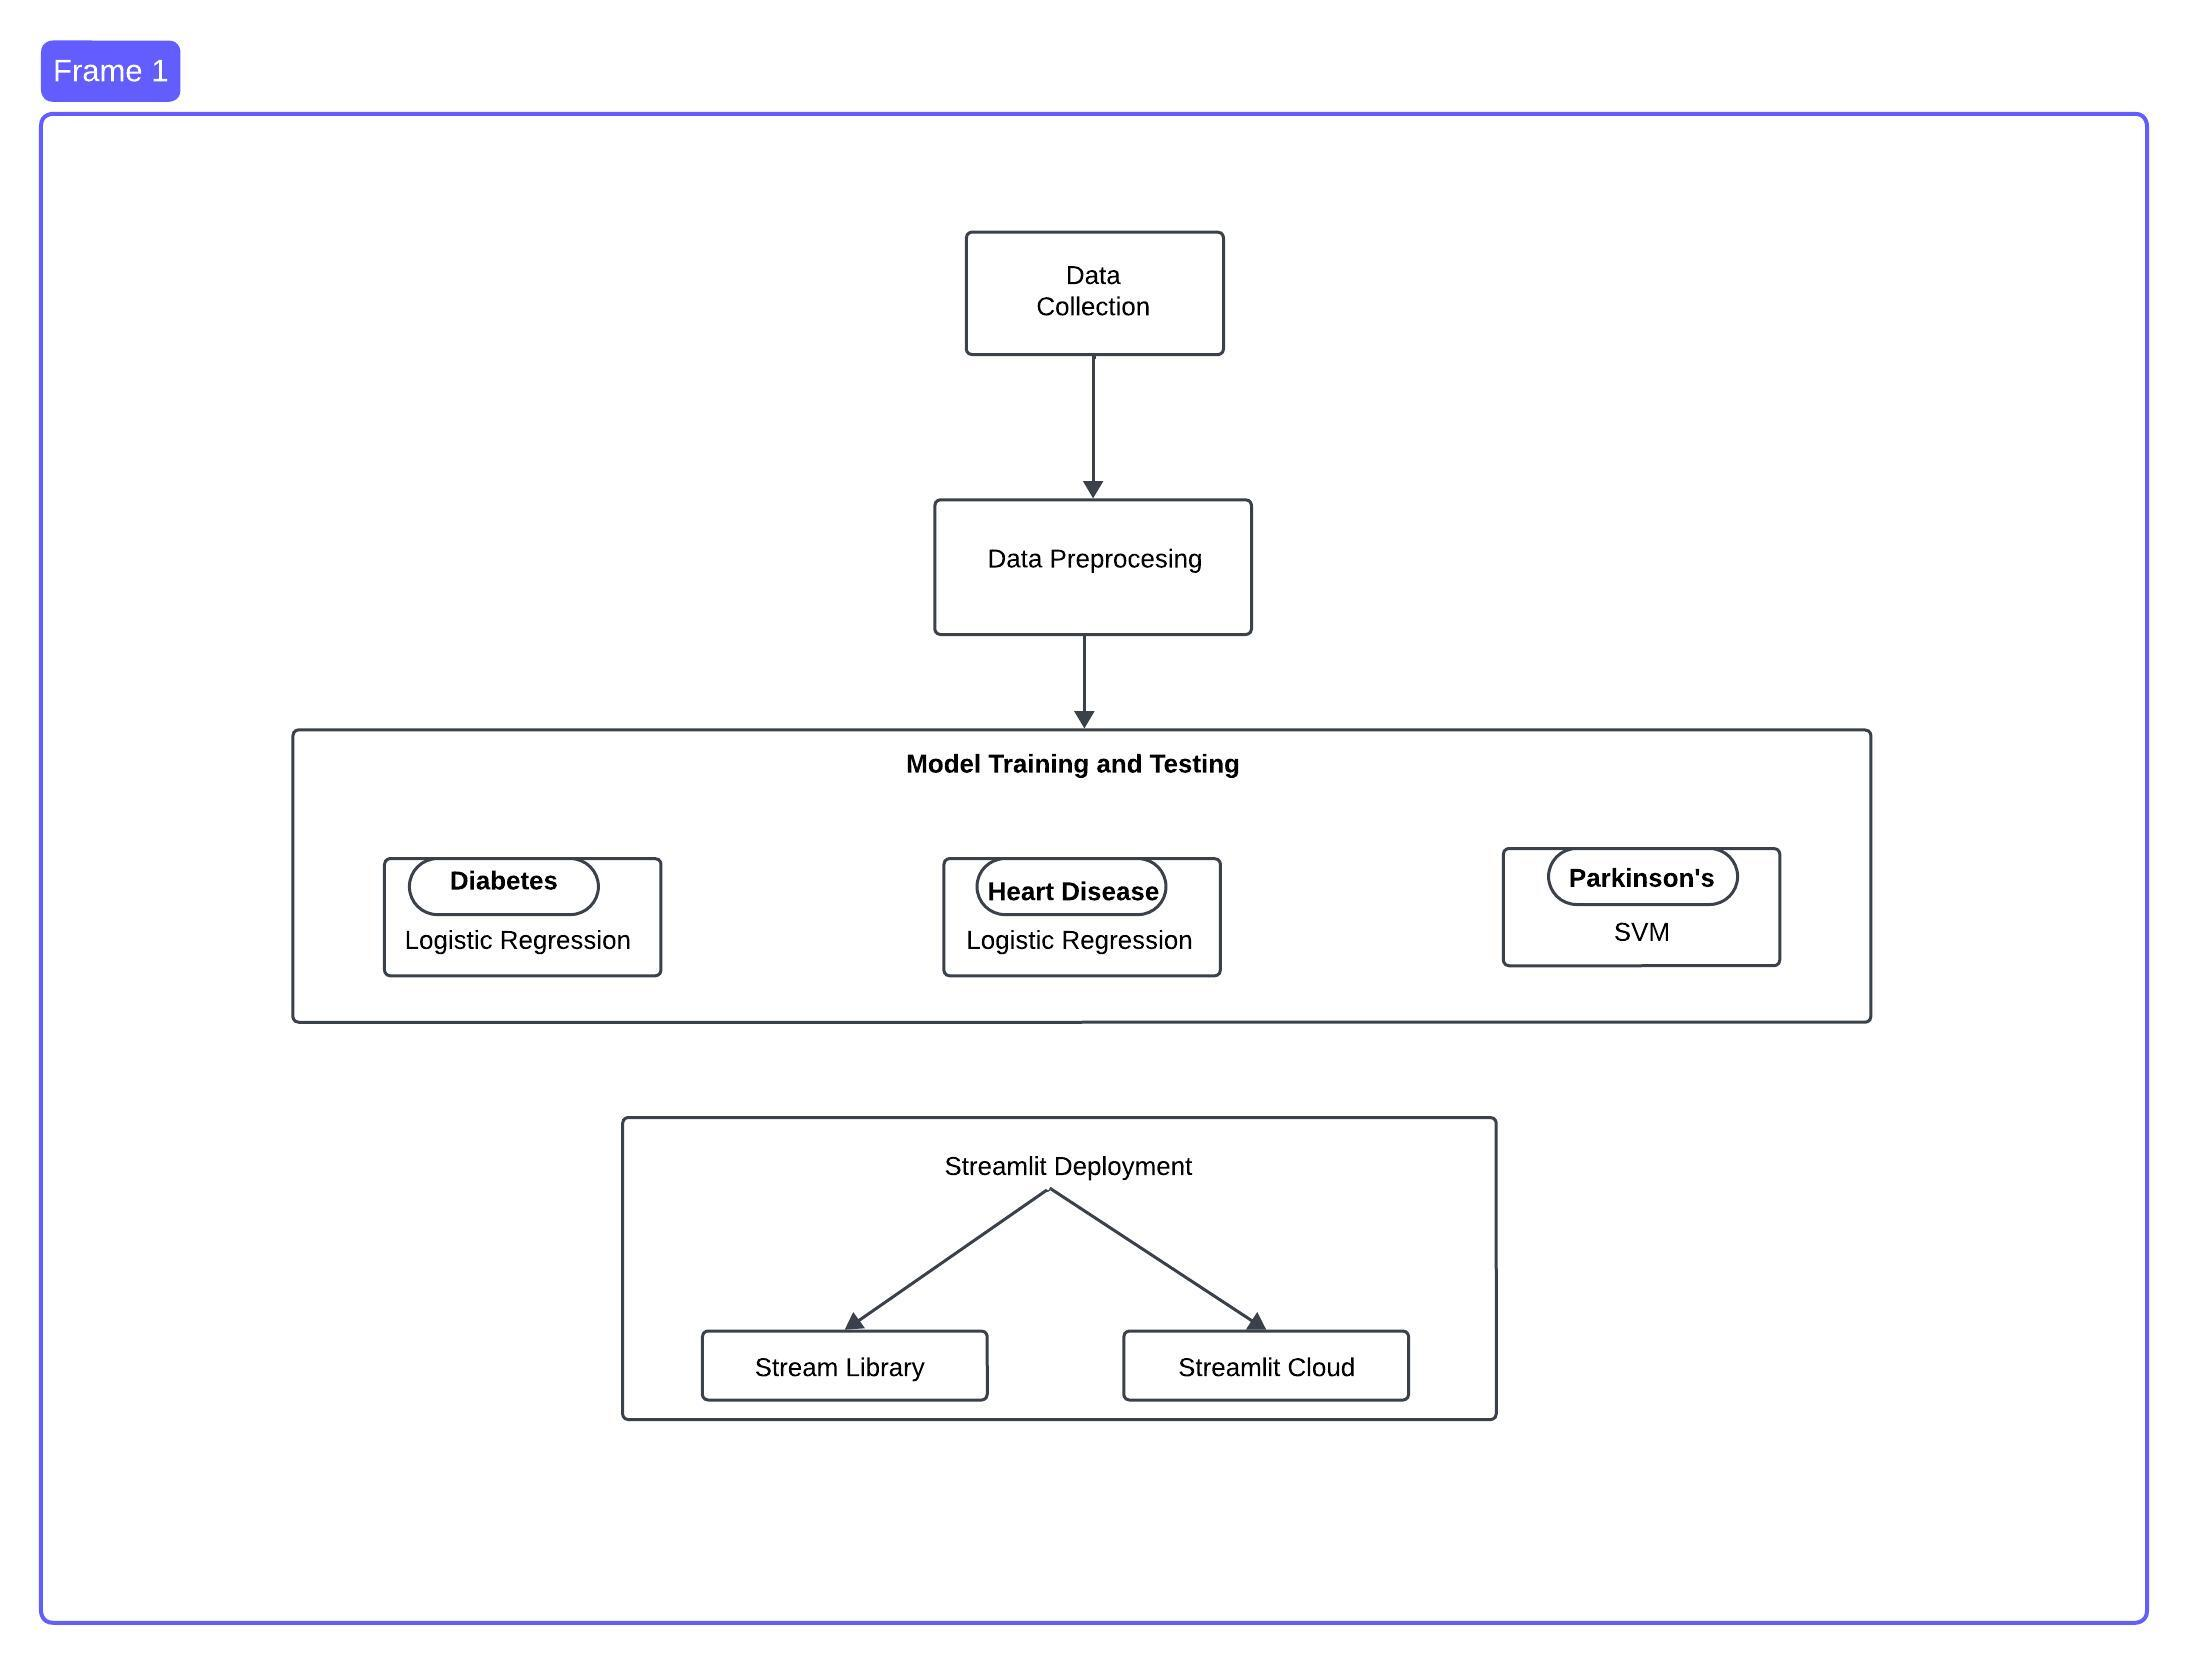 Frame 1
Data
Collection
Data Preprocesing
Model Training and Testing
Diabetes
Logistic Regression
Heart Disease
Logistic Regression
Parkinson's
SVM
Streamlit Deployment
Stream Library
Streamlit Cloud